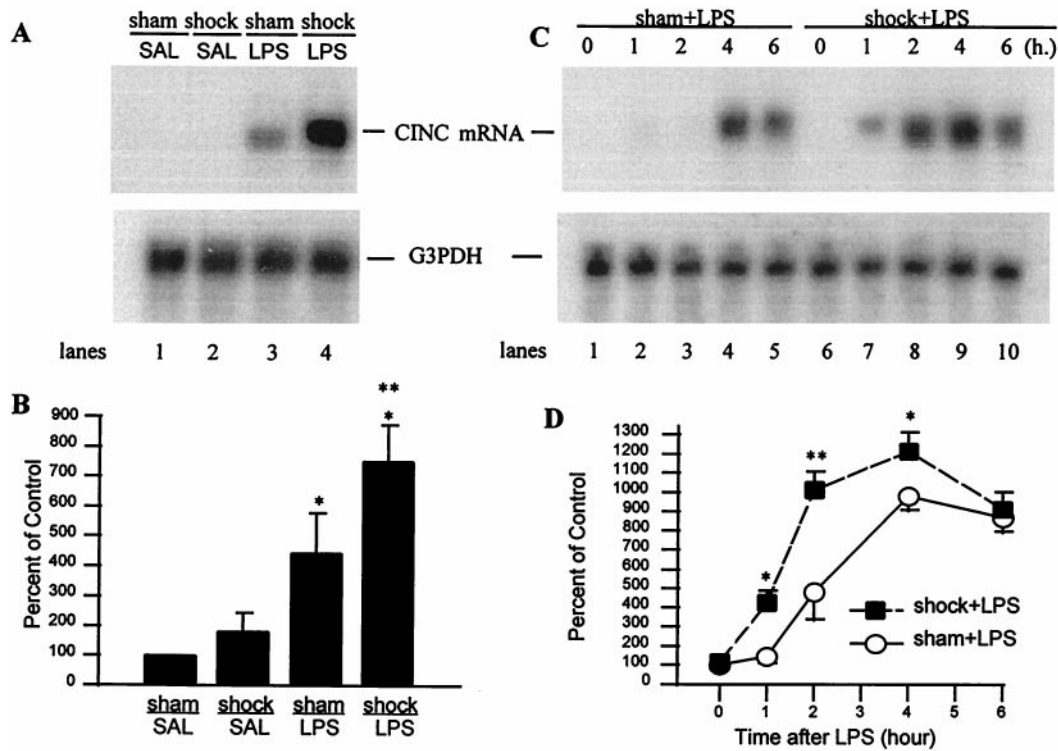 A
sham shock sham shock
SAL SAL LPS LPS
CINC mRNA
G3PDH
lanes 1 2 3 4
C
sham+LPS shock+LPS
0 1 2 4 6 0 1 2 4 6 (h.)
lanes 1 2 3 4 5 6 7 8 9 10
B
Percent of Control
900
800
700
600
500
400
300
200
100
0
* ** *
sham shock sham shock
SAL SAL LPS LPS
D
Percent of Control
1300
1200
1100
1000
900
800
700
600
500
400
300
200
100
0
* ** *
shock+LPS
sham+LPS
0 1 2 3 4 5 6
Time after LPS (hour)